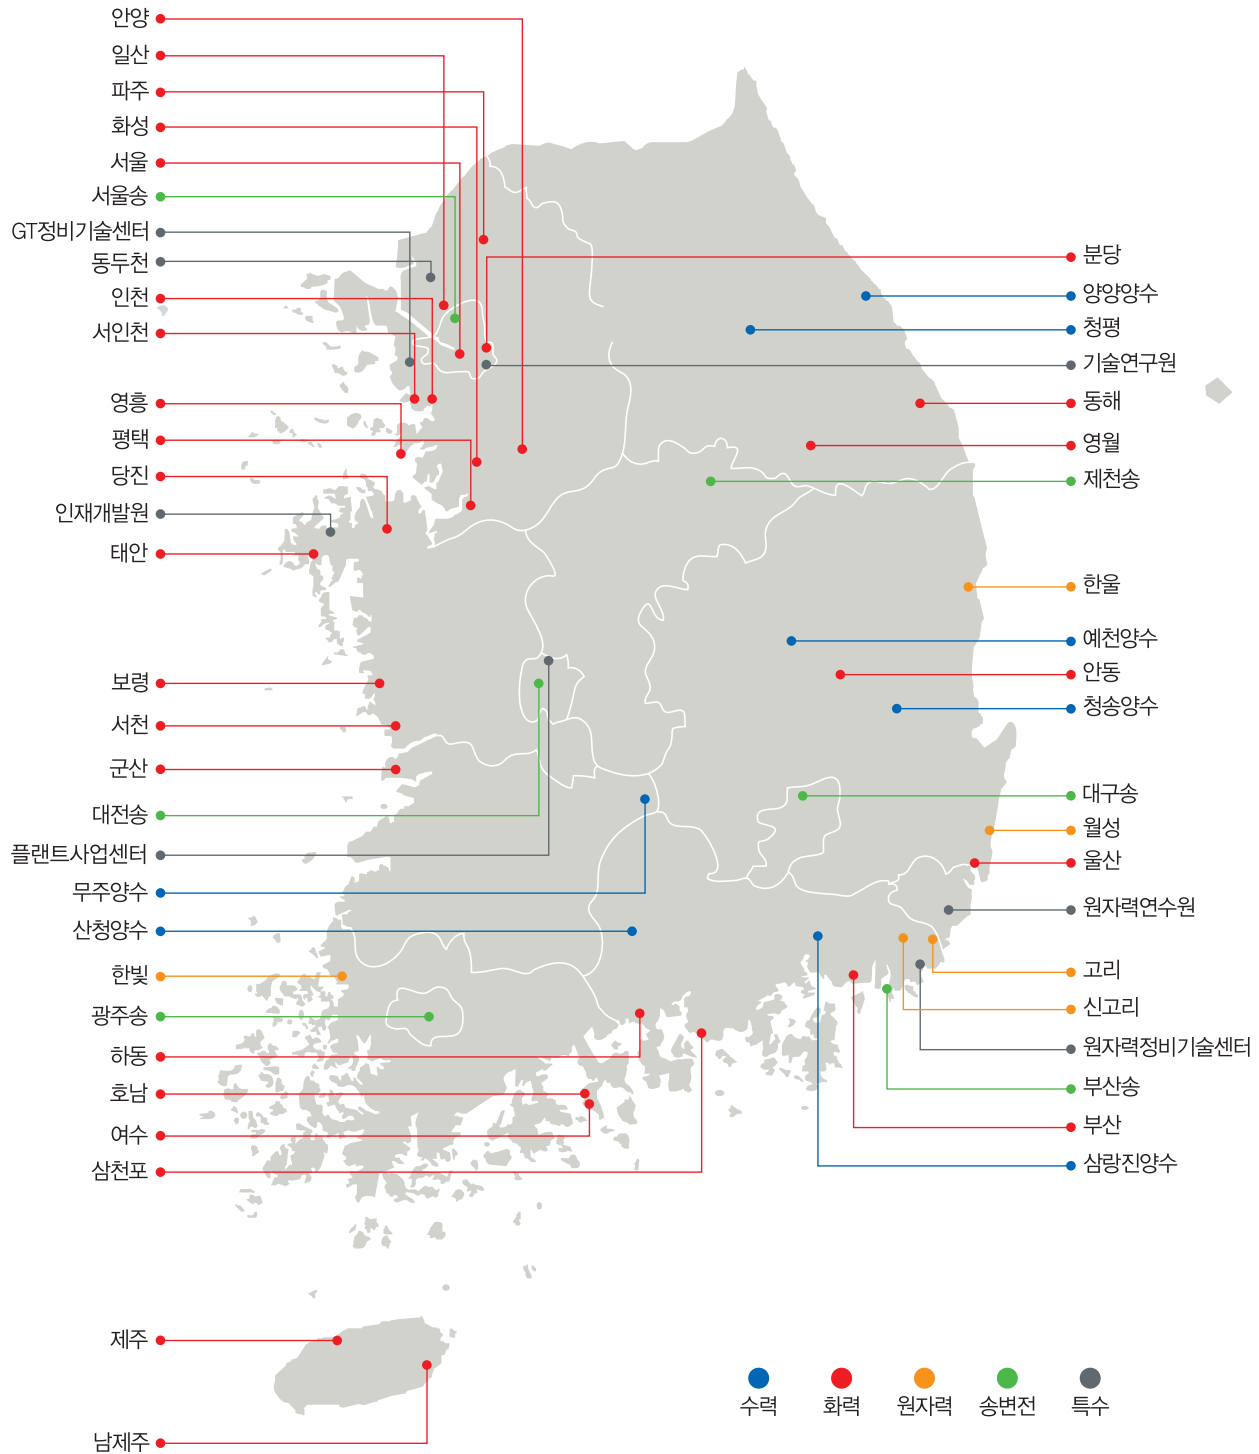 안양
일산
파주
화성
서울
서울송
GT정비기술센터
동두천
인천
서인천
영흥
평택
당진
인재개발원
태안
보령
서천
군산
대전송
플랜트사업센터
무주양수
산청양수
한빛
광주송
하동
호남
여수
삼천포
제주
남제주
분당
양양양수
청평
기술연구원
동해
영월
제천송
한울
예천양수
안동
청송양수
대구송
월성
울산
원자력연수원
고리
신고리
원자력정비기술센터
부산송
부산
삼랑진양수
수력
화력
원자력
송변전
특수